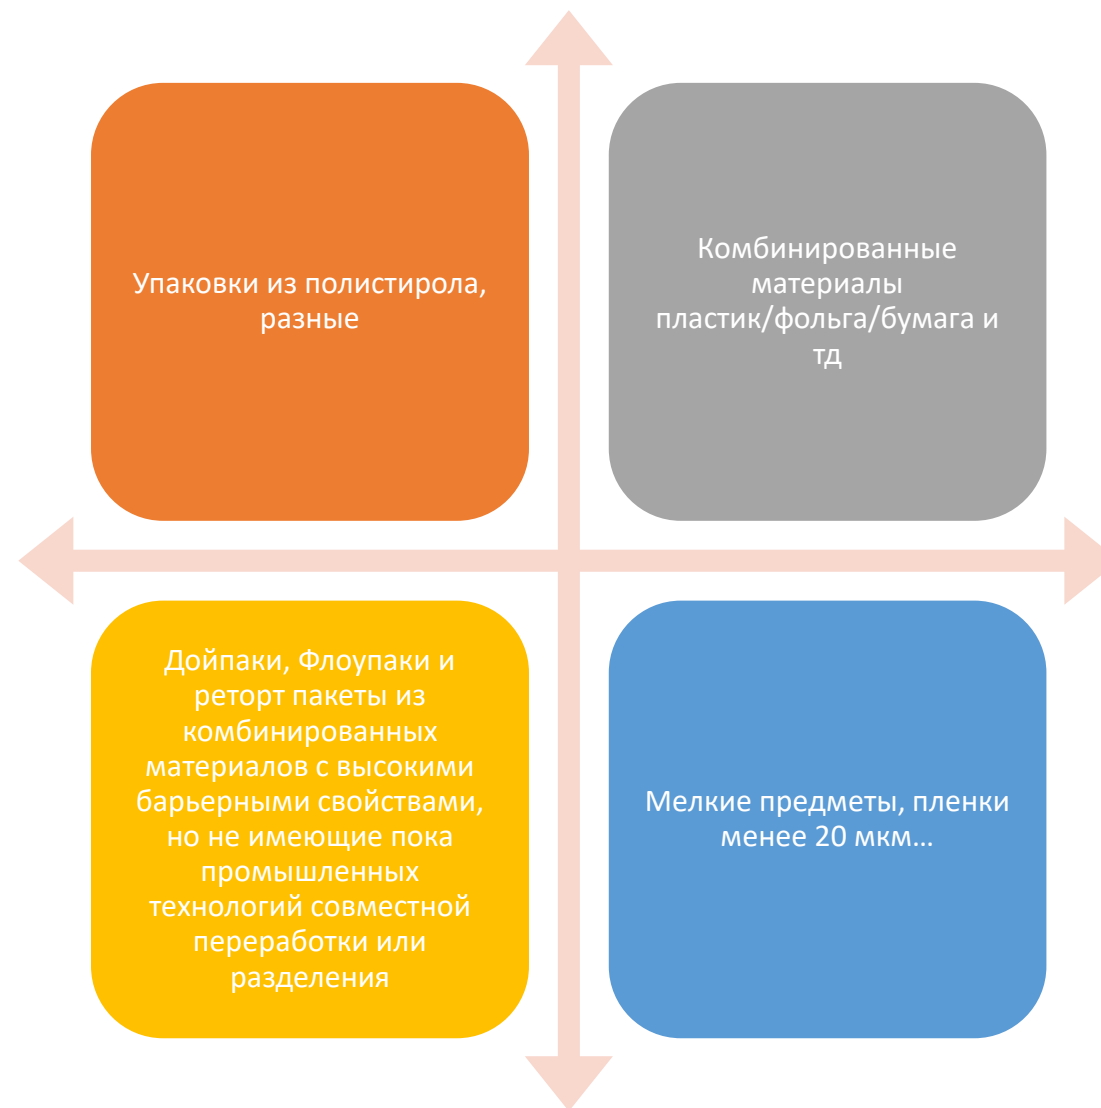 Упаковки из полистирола,
разные
Комбинированные
материалы
пластик/фольга/бумага и
тд
Дойпаки, Флоупаки и
реторт пакеты из
комбинированных
материалов с высокими
барьерными свойствами,
но не имеющие пока
промышленных
технологий совместной
переработки или
разделения
Мелкие предметы, пленки
менее 20 мкм…